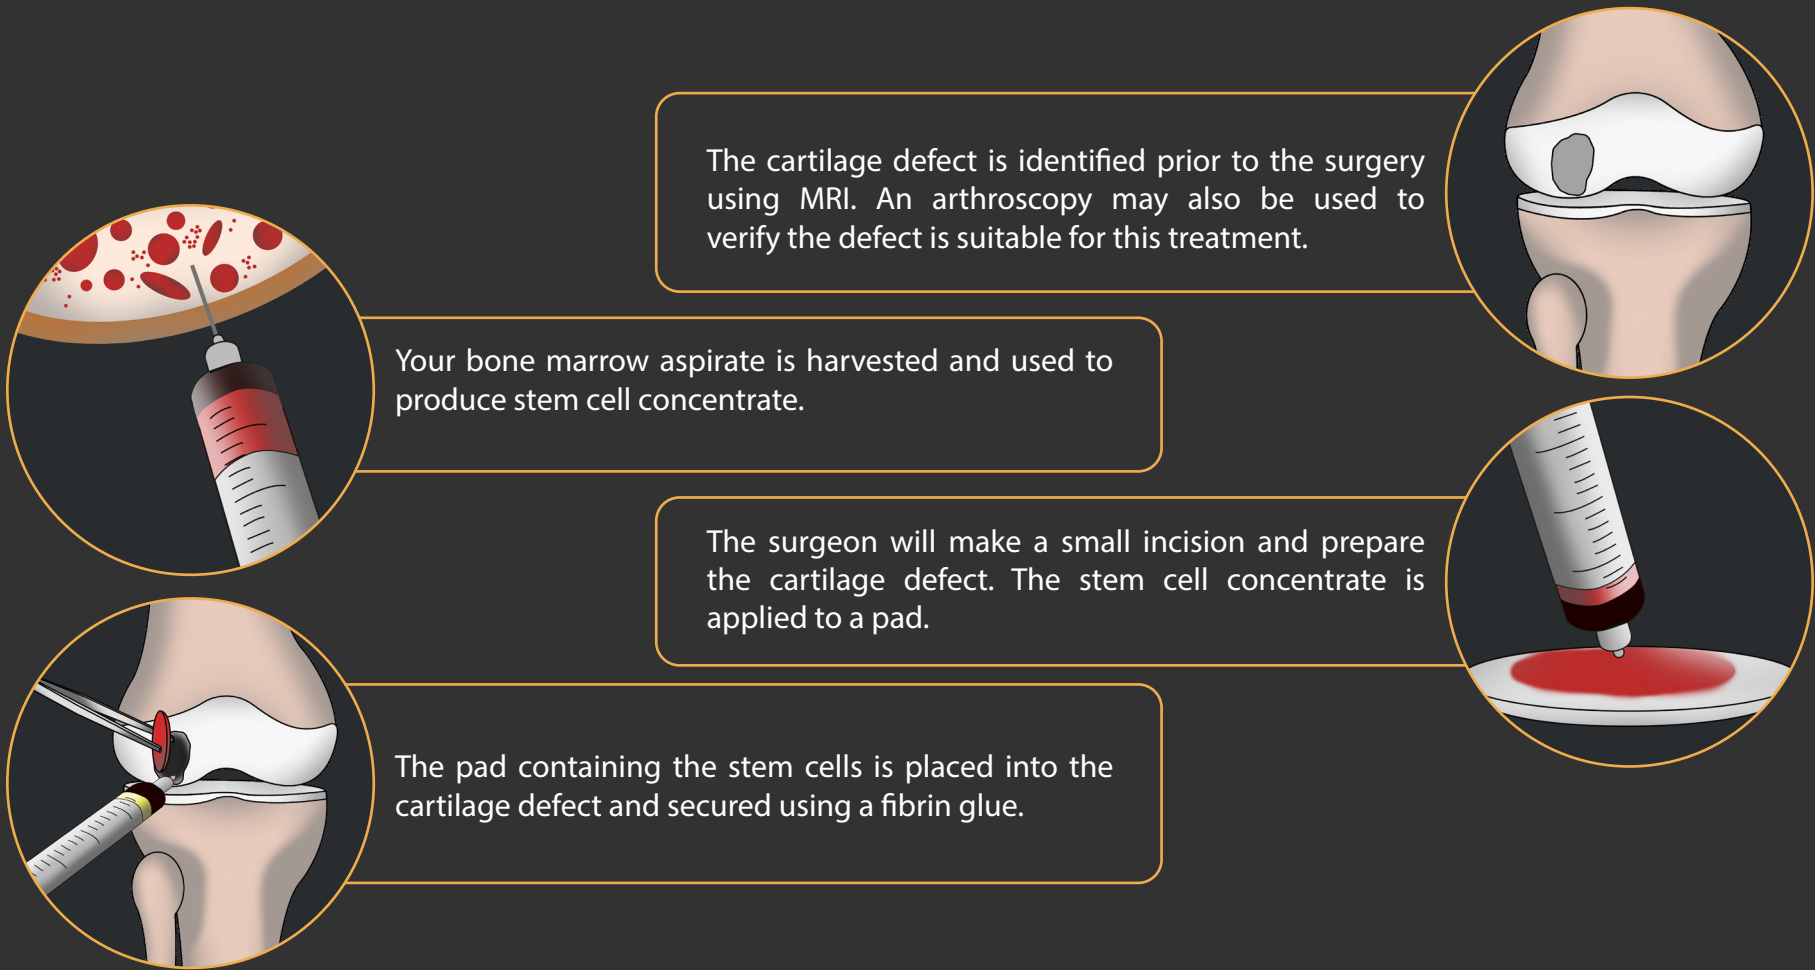 The cartilage defect is identified prior to the surgery
using MRI. An arthroscopy may also be used to
verify the defect is suitable for this treatment.
Your bone marrow aspirate is harvested and used to
produce stem cell concentrate.
The surgeon will make a small incision and prepare
the cartilage defect. The stem cell concentrate is
applied to a pad.
The pad containing the stem cells is placed into the
cartilage defect and secured using a fibrin glue.